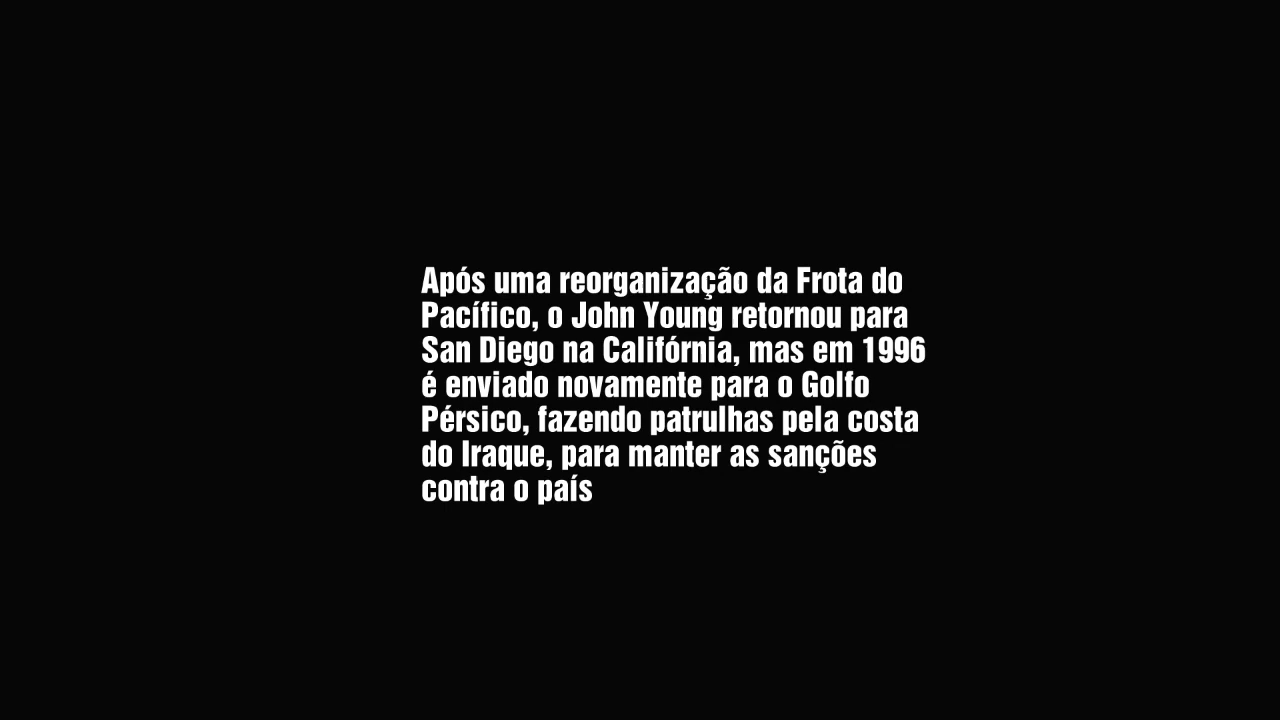 Após uma reorganização da Frota do
Pacífico, o John Young retornou para
San Diego na Califórnia, mas em 1996
é enviado novamente para o Golfo
Pérsico, fazendo patrulhas pela costa
do Iraque, para manter as sanções
contra o país